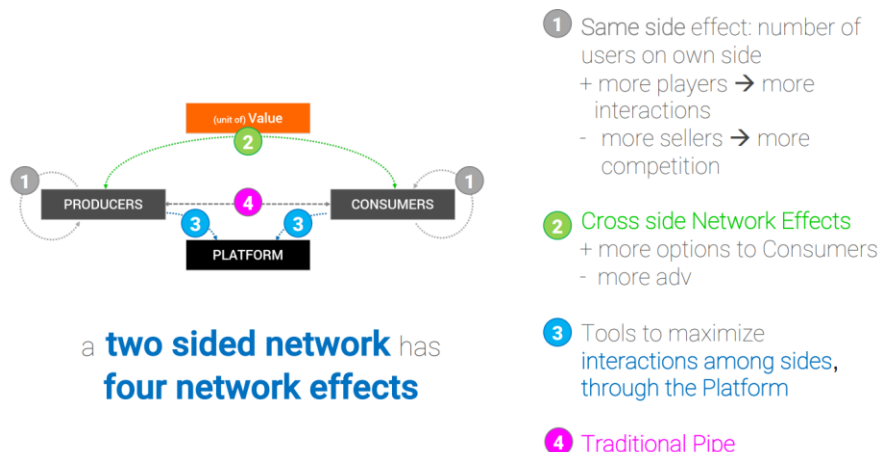 (unit of) Value
2
1
1
PRODUCERS
4
CONSUMERS
3
3
PLATFORM
a two sided network has
four network effects
1 Same side effect: number of
users on own side
+ more players → more
interactions
- more sellers → more
competition
2 Cross side Network Effects
+ more options to Consumers
- more adv
3 Tools to maximize
interactions among sides,
through the Platform
4 Traditional Pipe